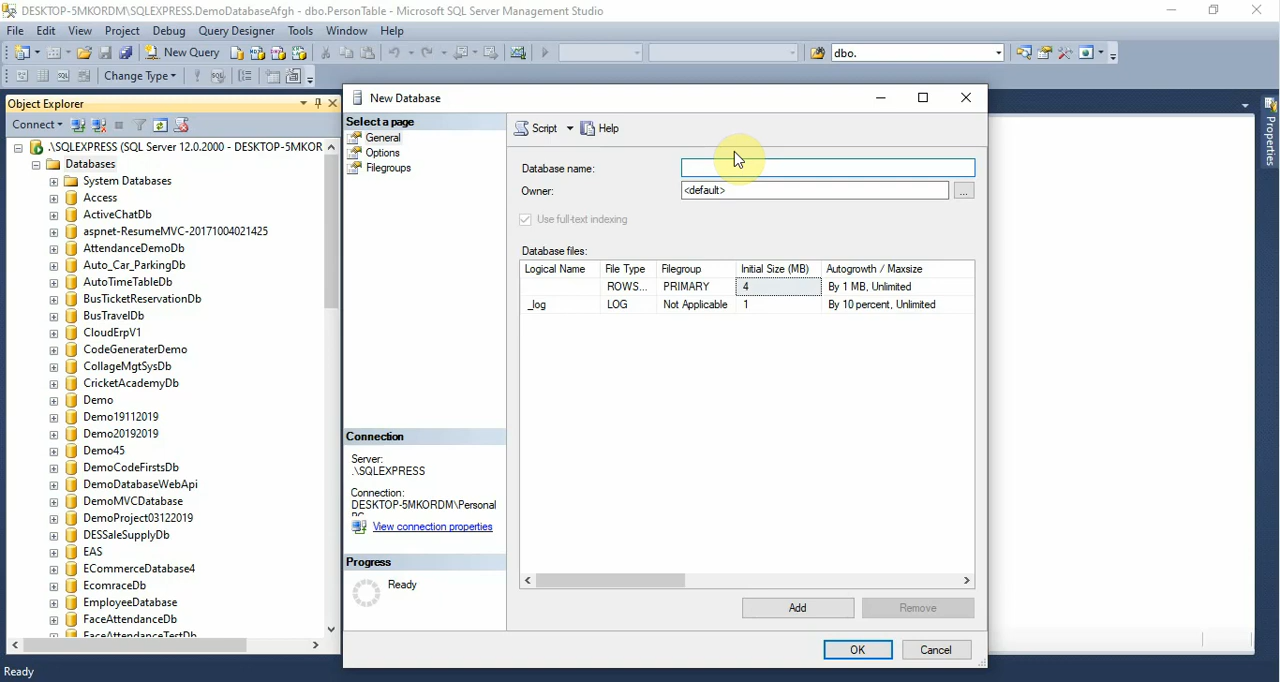 DESKTOP-5MKORDM\SQLEXPRESS.DemoDatabaseAfgh - dbo.PersonTable - Microsoft SQL Server Management Studio
File Edit View Project Debug Query Designer Tools Window Help
New Query
dbo.
Change Type
Object Explorer
Connect
.\SQLEXPRESS (SQL Server 12.0.2000 - DESKTOP-5MKOR
Databases
System Databases
Access
ActiveChatDb
aspnet-ResumeMVC-20171004021425
AttendanceDemoDb
Auto_Car_ParkingDb
AutoTimeTableDb
BusTicketReservationDb
BusTravelDb
CloudErpV1
CodeGeneraterDemo
CollageMgtSysDb
CricketAcademyDb
Demo
Demo19112019
Demo20192019
Demo45
DemoCodeFirstsDb
DemoDatabaseWebApi
DemoMVCDatabase
DemoProject03122019
DESSaleSupplyDb
EAS
ECommerceDatabase4
EcomraceDb
EmployeeDatabase
FaceAttendanceDb
FaceAttendanceTestDb
New Database
Select a page
General
Options
Filegroups
Connection
Server:
.\SQLEXPRESS
Connection:
DESKTOP-5MKORDM\Personal
PC
View connection properties
Progress
Ready
Script Help
Database name:
Owner: <default> ...
Use full-text indexing
Database files:
Logical Name File Type Filegroup Initial Size (MB) Autogrowth / Maxsize
ROWS... PRIMARY 4 By 1 MB, Unlimited
_log LOG Not Applicable 1 By 10 percent, Unlimited
Add Remove
OK Cancel
Properties
Ready